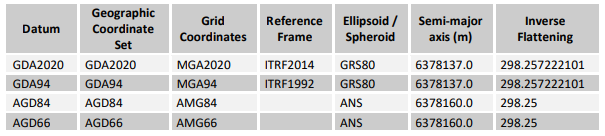 Datum Geographic Coordinate Set Grid Coordinates Reference Frame Ellipsoid / Spheroid Semi-major axis (m) Inverse Flattening
GDA2020 GDA2020 MGA2020 ITRF2014 GRS80 6378137.0 298.257222101
GDA94 GDA94 MGA94 ITRF1992 GRS80 6378137.0 298.257222101
AGD84 AGD84 AMG84 ANS 6378160.0 298.25
AGD66 AGD66 AMG66 ANS 6378160.0 298.25